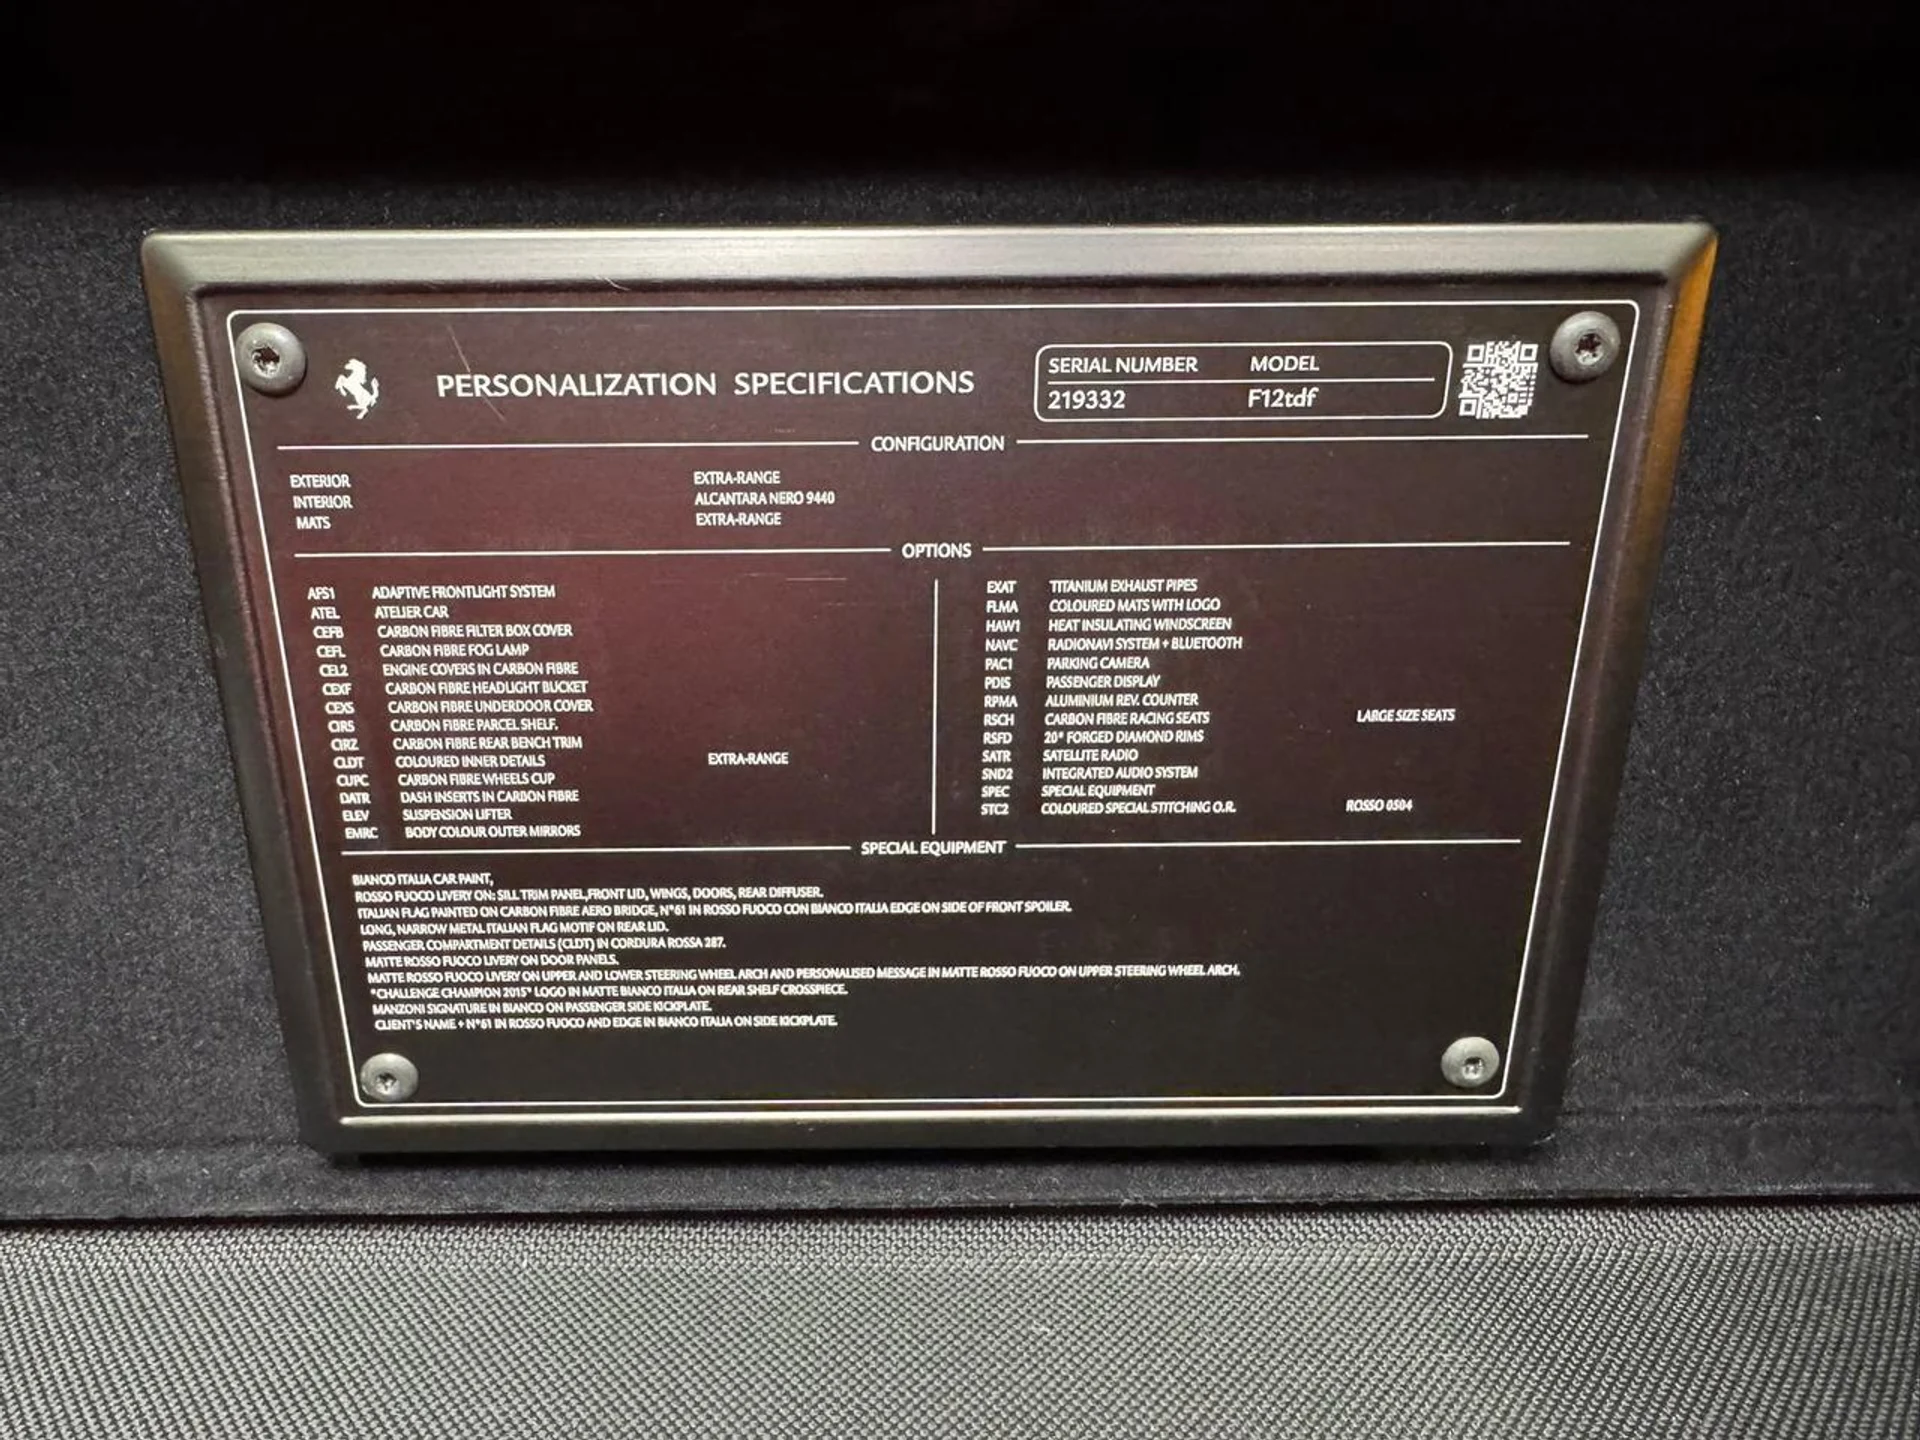 PERSONALIZATION SPECIFICATIONS
SERIAL NUMBER MODEL
219332 F12tdf
CONFIGURATION
EXTERIOR EXTRA-RANGE
INTERIOR ALCANTARA NERO 9440
MATS EXTRA-RANGE
OPTIONS
AFS1 ADAPTIVE FRONTLIGHT SYSTEM
ATEL ATELIER CAR
CEFB CARBON FIBRE FILTER BOX COVER
CEFL CARBON FIBRE FOG LAMP
CEL2 ENGINE COVERS IN CARBON FIBRE
CEXF CARBON FIBRE HEADLIGHT BUCKET
CEXS CARBON FIBRE UNDERDOOR COVER
CIRS CARBON FIBRE PARCEL SHELF.
CIRZ CARBON FIBRE REAR BENCH TRIM
CLDT COLOURED INNER DETAILS EXTRA-RANGE
CUPC CARBON FIBRE WHEELS CUP
DATR DASH INSERTS IN CARBON FIBRE
ELEV SUSPENSION LIFTER
EMRC BODY COLOUR OUTER MIRRORS
EXAT TITANIUM EXHAUST PIPES
FLMA COLOURED MATS WITH LOGO
HAW1 HEAT INSULATING WINDSCREEN
NAVC RADIONAVI SYSTEM + BLUETOOTH
PAC1 PARKING CAMERA
PDIS PASSENGER DISPLAY
RPMA ALUMINIUM REV. COUNTER
RSCH CARBON FIBRE RACING SEATS LARGE SIZE SEATS
RSFD 20" FORGED DIAMOND RIMS
SATR SATELLITE RADIO
SND2 INTEGRATED AUDIO SYSTEM
SPEC SPECIAL EQUIPMENT
STC2 COLOURED SPECIAL STITCHING O.R. ROSSO 0504
SPECIAL EQUIPMENT
BIANCO ITALIA CAR PAINT,
ROSSO FUOCO LIVERY ON: SILL TRIM PANEL,FRONT LID, WINGS, DOORS, REAR DIFFUSER.
ITALIAN FLAG PAINTED ON CARBON FIBRE AERO BRIDGE, N°61 IN ROSSO FUOCO CON BIANCO ITALIA EDGE ON SIDE OF FRONT SPOILER.
LONG, NARROW METAL ITALIAN FLAG MOTIF ON REAR LID.
PASSENGER COMPARTMENT DETAILS (CLDT) IN CORDURA ROSSA 287.
MATTE ROSSO FUOCO LIVERY ON DOOR PANELS.
MATTE ROSSO FUOCO LIVERY ON UPPER AND LOWER STEERING WHEEL ARCH AND PERSONALISED MESSAGE IN MATTE ROSSO FUOCO ON UPPER STEERING WHEEL ARCH.
"CHALLENGE CHAMPION 2015" LOGO IN MATTE BIANCO ITALIA ON REAR SHELF CROSSPIECE.
MANZONI SIGNATURE IN BIANCO ON PASSENGER SIDE KICKPLATE.
CLIENT'S NAME + N°61 IN ROSSO FUOCO AND EDGE IN BIANCO ITALIA ON SIDE KICKPLATE.